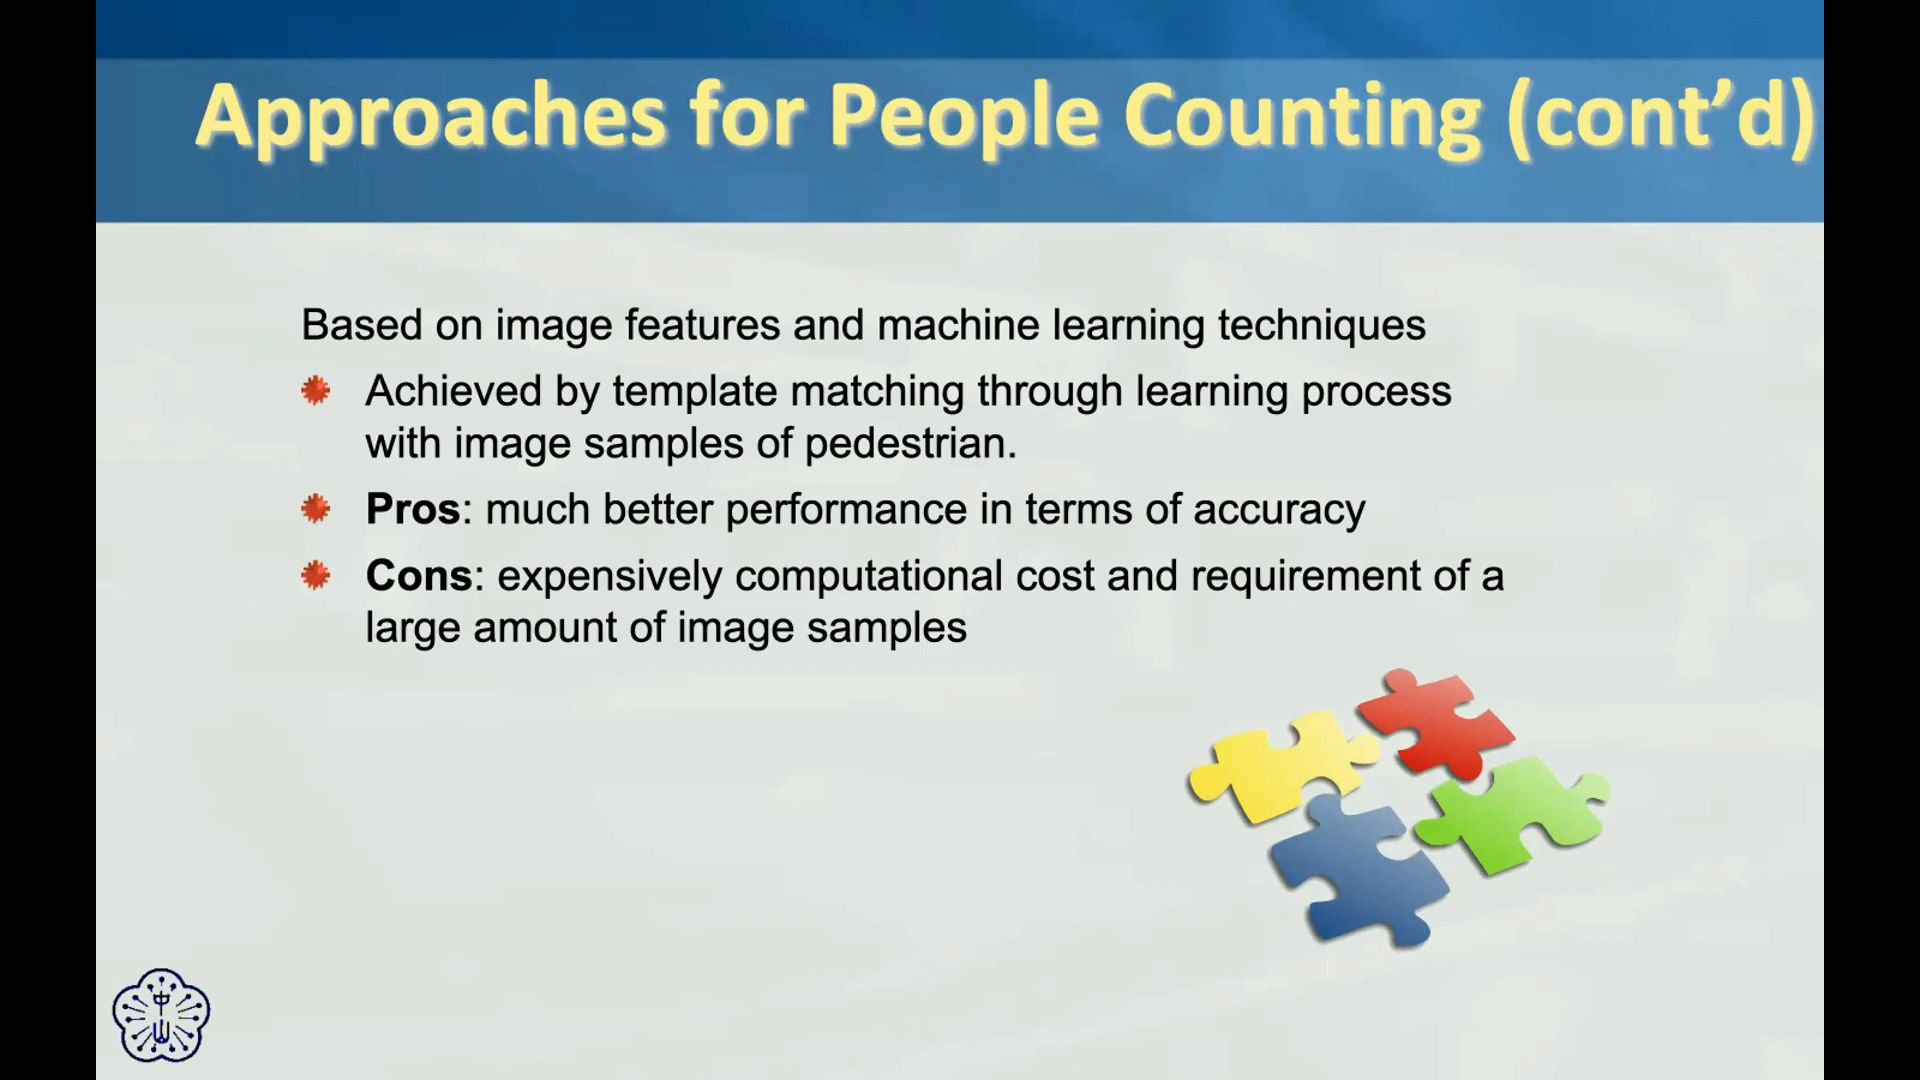 Approaches for People Counting (cont’d)
Based on image features and machine learning techniques
Achieved by template matching through learning process
with image samples of pedestrian.
Pros: much better performance in terms of accuracy
Cons: expensively computational cost and requirement of a
large amount of image samples